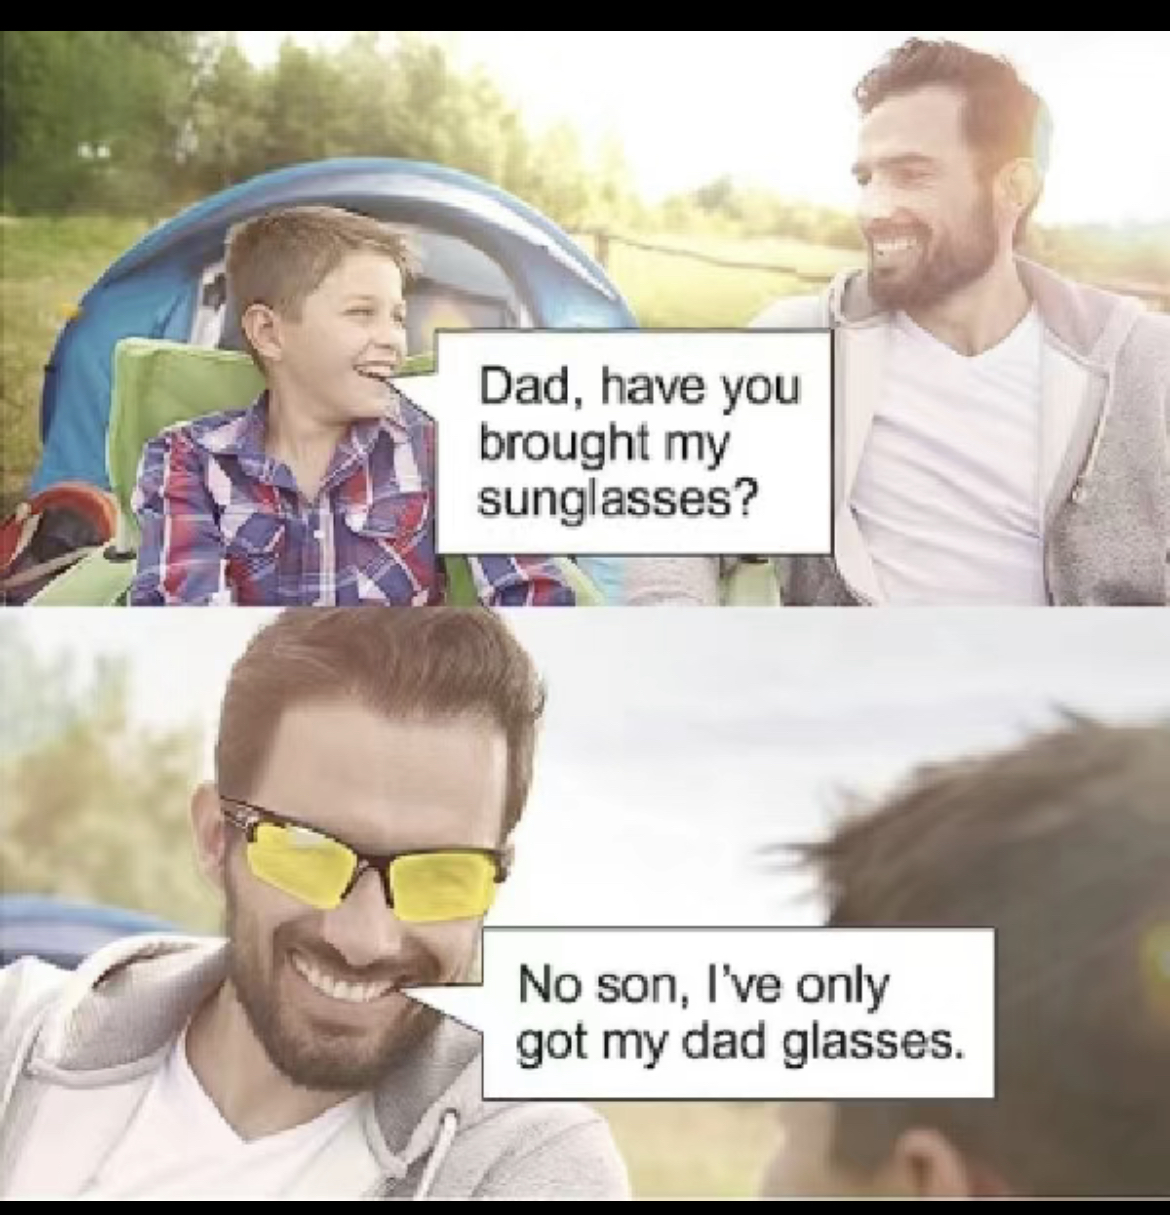 Dad, have you
brought my
sunglasses?
No son, I've only
got my dad glasses.